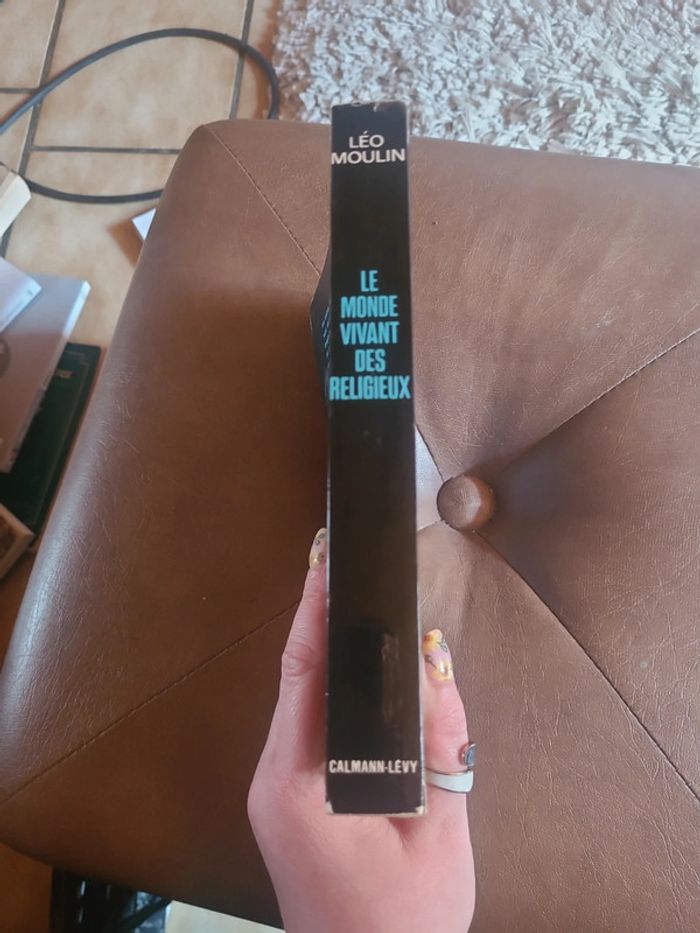 LÉO
MOULIN
LE
MONDE
VIVANT
DES
RELIGIEUX
CALMANN-LÉVY